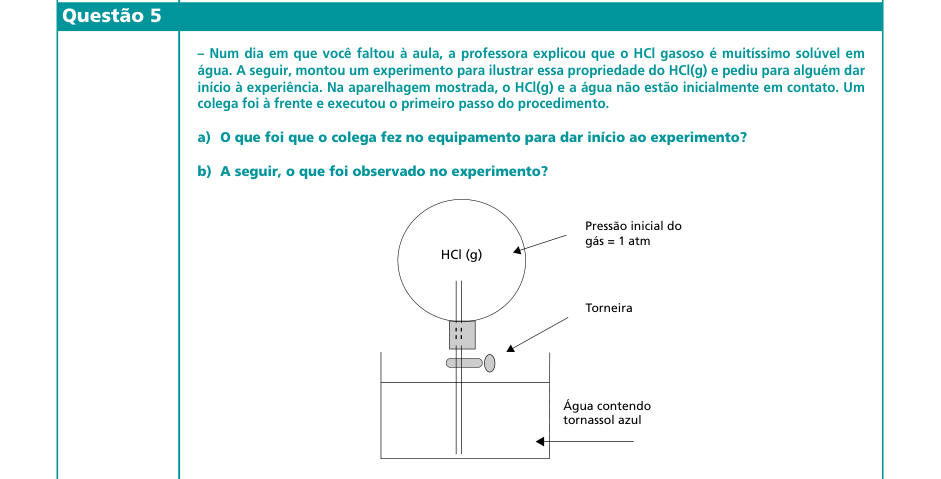 Questão 5
– Num dia em que você faltou à aula, a professora explicou que o HCl gasoso é muitíssimo solúvel em
água. A seguir, montou um experimento para ilustrar essa propriedade do HCl(g) e pediu para alguém dar
início à experiência. Na aparelhagem mostrada, o HCl(g) e a água não estão inicialmente em contato. Um
colega foi à frente e executou o primeiro passo do procedimento.
a) O que foi que o colega fez no equipamento para dar início ao experimento?
b) A seguir, o que foi observado no experimento?
Pressão inicial do
gás = 1 atm
HCl (g)
Torneira
Água contendo
tornassol azul